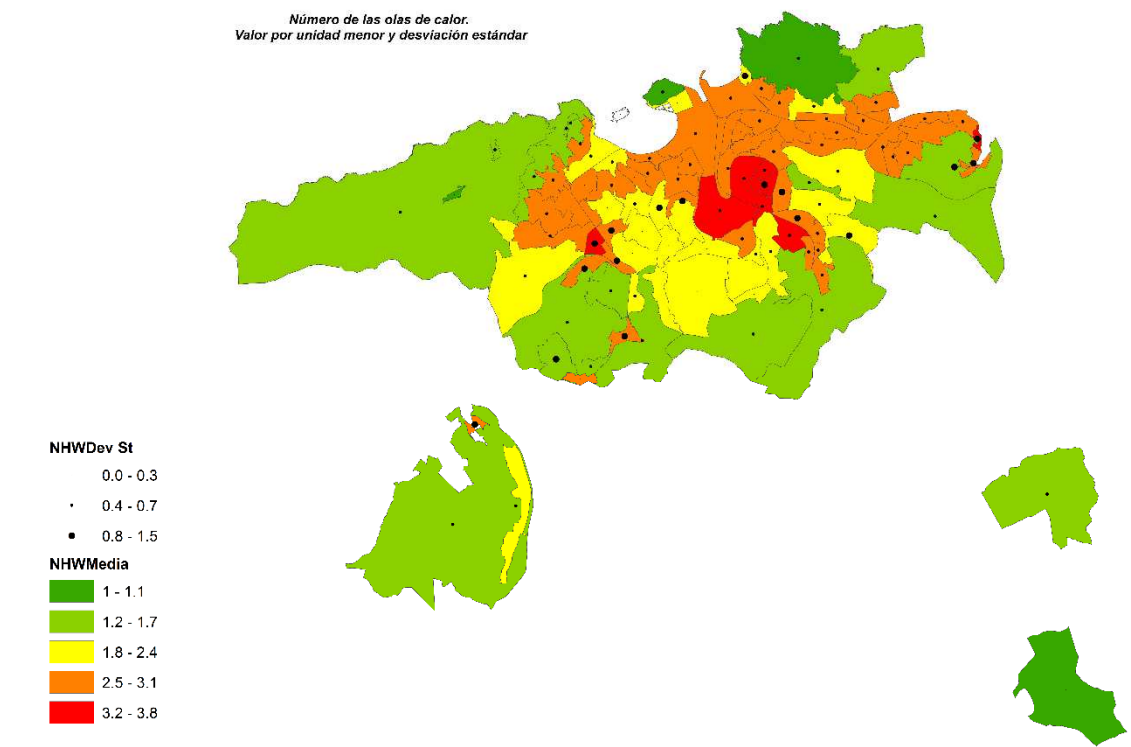 Número de las olas de calor.
Valor por unidad menor y desviación estándar
NHWDev St
0.0 - 0.3
0.4 - 0.7
0.8 - 1.5
NHWMedia
1 - 1.1
1.2 - 1.7
1.8 - 2.4
2.5 - 3.1
3.2 - 3.8